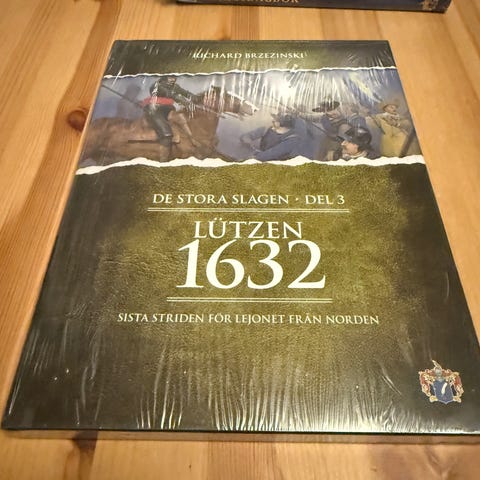 RICHARD BRZEZINSKI
DE STORA SLAGEN · DEL 3
LÜTZEN
1632
SISTA STRIDEN FÖR LEJONET FRÅN NORDEN